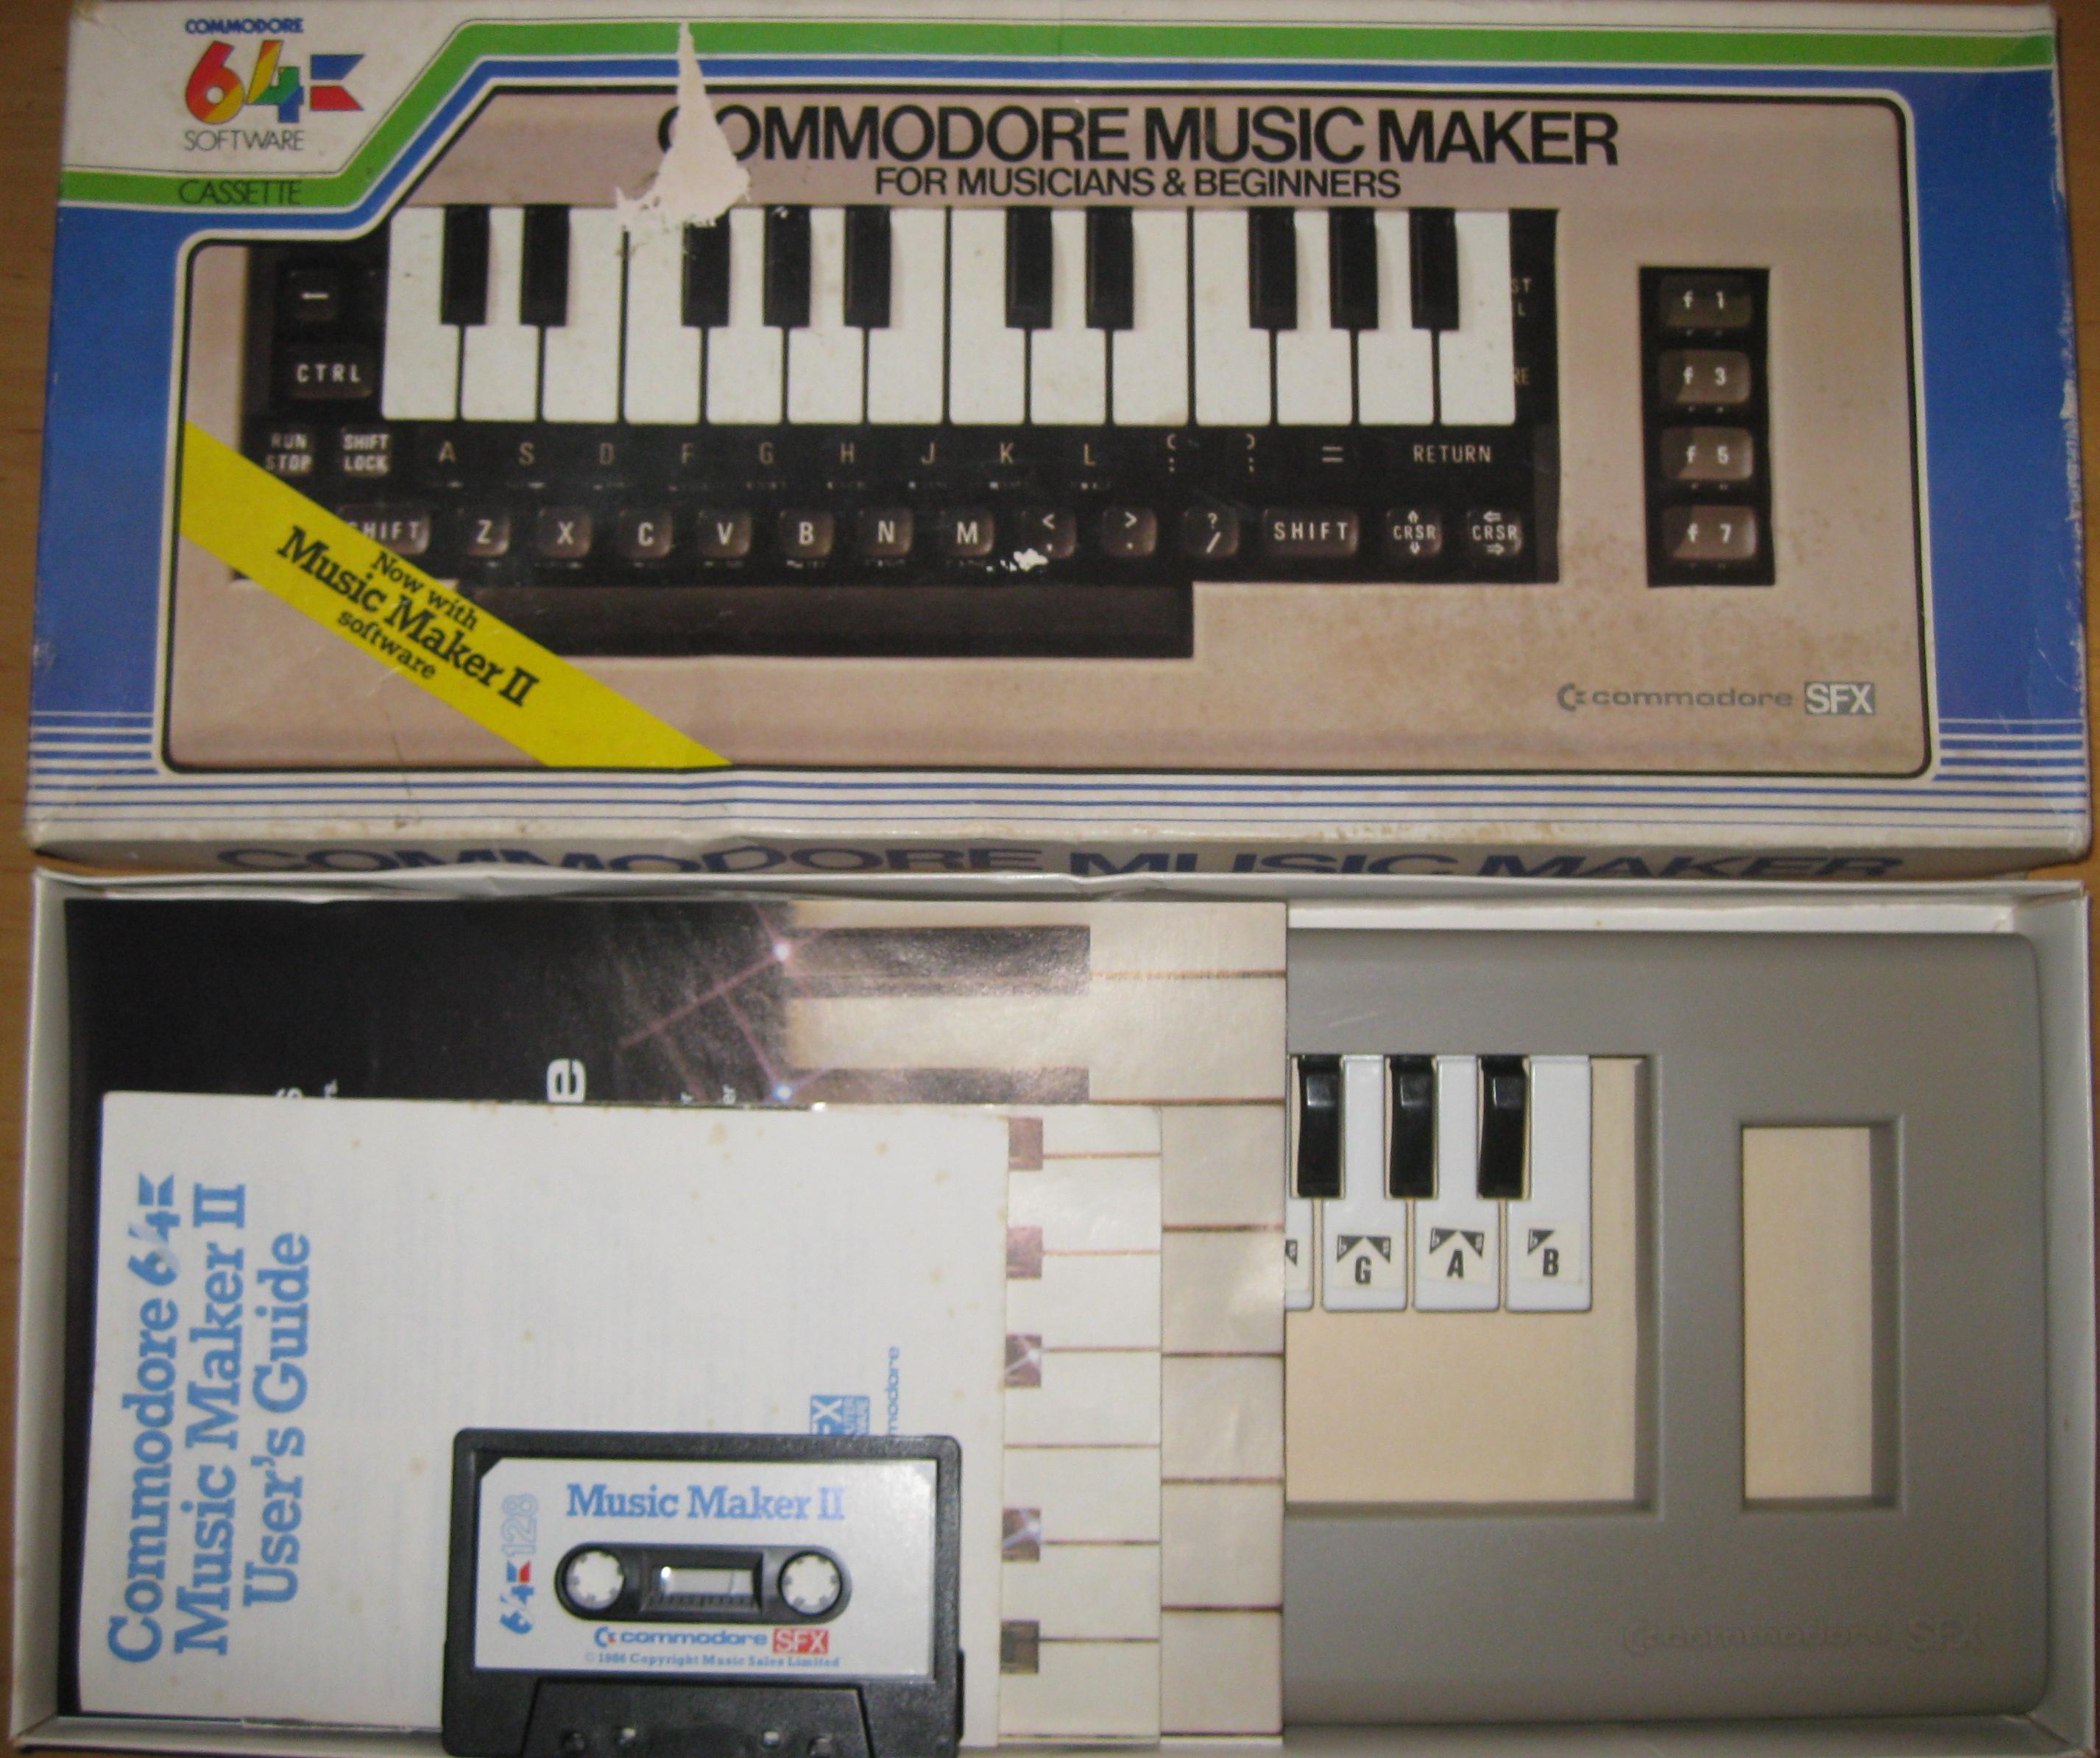 COMMODORE
64
SOFTWARE
CASSETTE
COMMODORE MUSIC MAKER
FOR MUSICIANS & BEGINNERS
←
CTRL
RUN
STOP
SHIFT
LOCK
A S D F G H J K L
: ; =
RETURN
SHIFT
Z X C V B N M
< ,
> .
? /
SHIFT
CRSR
CRSR
f 1
f 3
f 5
f 7
Now with
Music Maker II
software
commodore SFX
COMMODORE MUSIC MAKER
e
Commodore 64
Music Maker II
User's Guide
64 128
Music Maker II
commodore SFX
© 1986 Copyright Music Sales Limited
G
A
B
commodore SFX